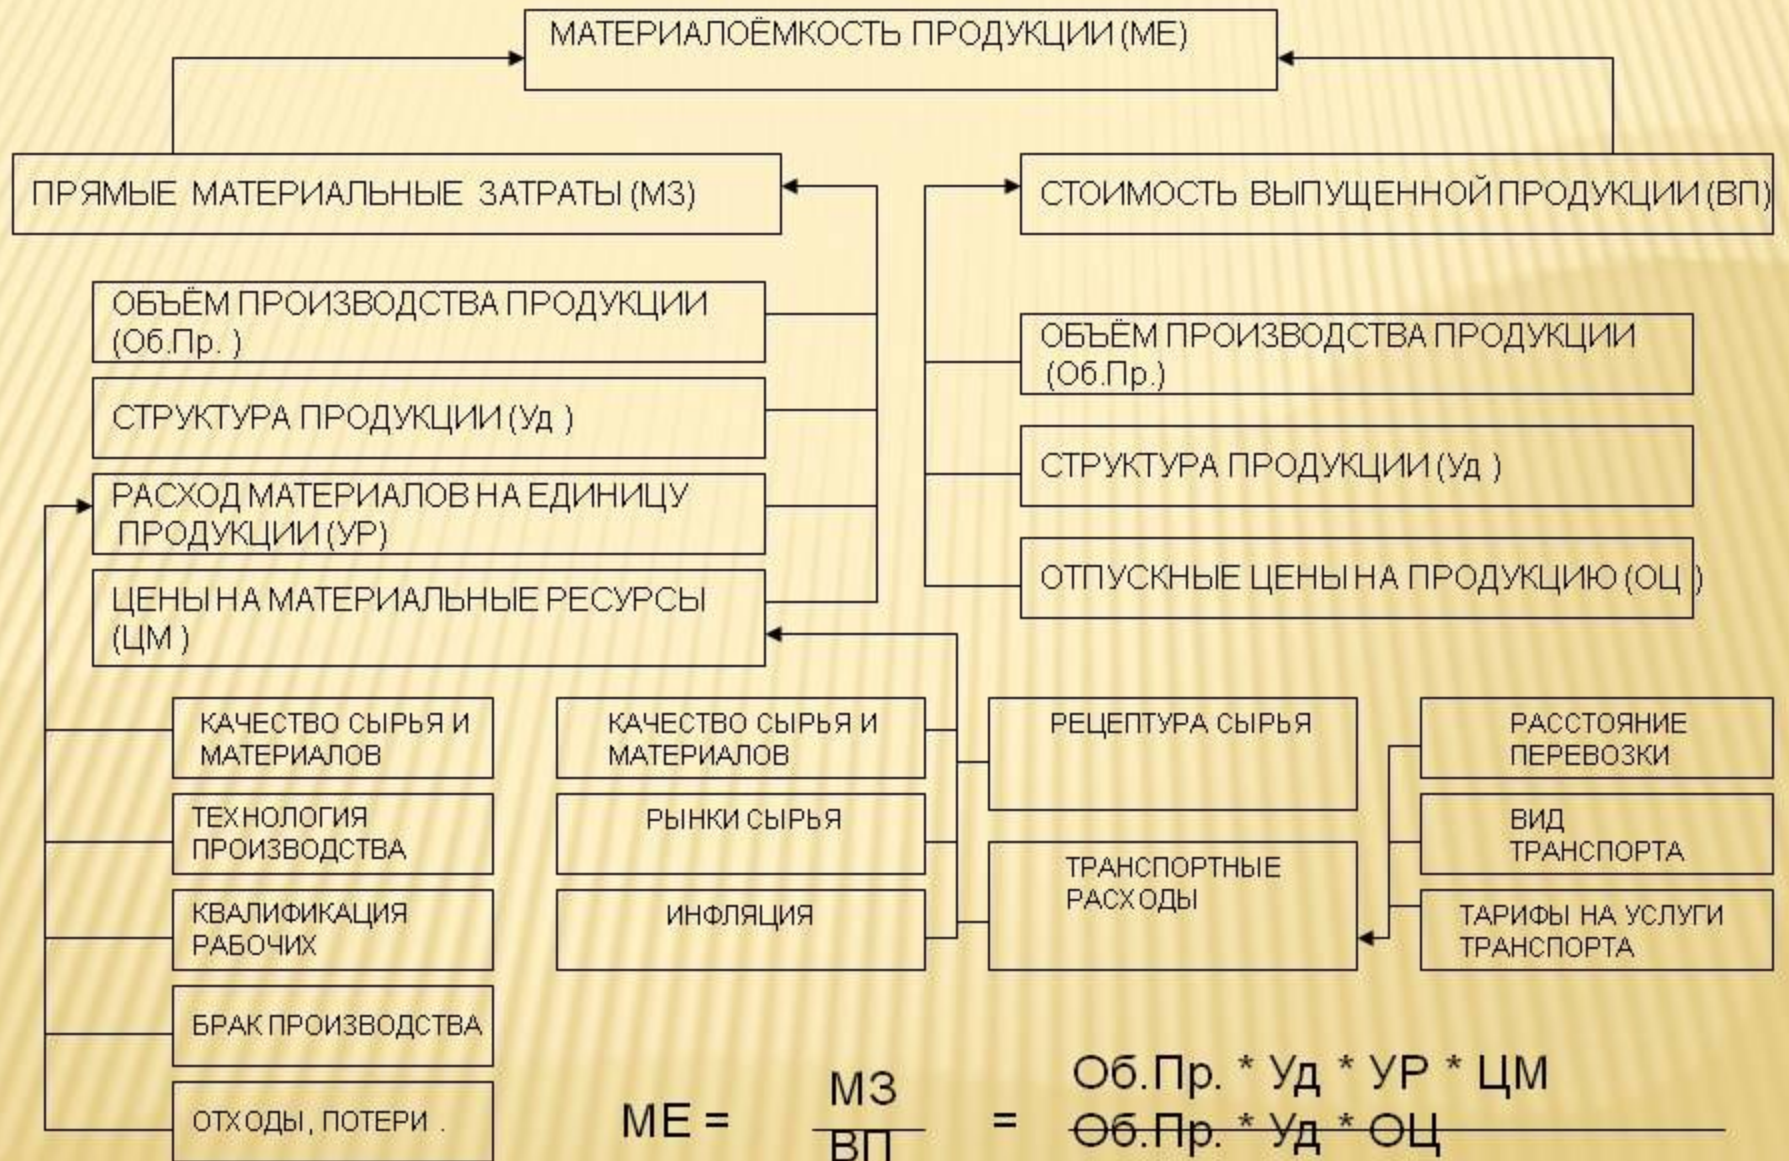 МАТЕРИАЛОЁМКОСТЬ ПРОДУКЦИИ (МЕ)
ПРЯМЫЕ МАТЕРИАЛЬНЫЕ ЗАТРАТЫ (МЗ)
СТОИМОСТЬ ВЫПУЩЕННОЙ ПРОДУКЦИИ (ВП)
ОБЪЁМ ПРОИЗВОДСТВА ПРОДУКЦИИ
(Об.Пр. )
СТРУКТУРА ПРОДУКЦИИ (Уд )
РАСХОД МАТЕРИАЛОВ НА ЕДИНИЦУ
ПРОДУКЦИИ (УР)
ЦЕНЫ НА МАТЕРИАЛЬНЫЕ РЕСУРСЫ
(ЦМ )
ОБЪЁМ ПРОИЗВОДСТВА ПРОДУКЦИИ
(Об.Пр.)
СТРУКТУРА ПРОДУКЦИИ (Уд )
ОТПУСКНЫЕ ЦЕНЫ НА ПРОДУКЦИЮ (ОЦ )
КАЧЕСТВО СЫРЬЯ И
МАТЕРИАЛОВ
ТЕХНОЛОГИЯ
ПРОИЗВОДСТВА
КВАЛИФИКАЦИЯ
РАБОЧИХ
БРАК ПРОИЗВОДСТВА
ОТХОДЫ, ПОТЕРИ .
КАЧЕСТВО СЫРЬЯ И
МАТЕРИАЛОВ
РЫНКИ СЫРЬЯ
ИНФЛЯЦИЯ
РЕЦЕПТУРА СЫРЬЯ
ТРАНСПОРТНЫЕ
РАСХОДЫ
РАССТОЯНИЕ
ПЕРЕВОЗКИ
ВИД
ТРАНСПОРТА
ТАРИФЫ НА УСЛУГИ
ТРАНСПОРТА
МЕ = МЗ = Об.Пр. * Уд * УР * ЦМ
ВП Об.Пр. * Уд * ОЦ